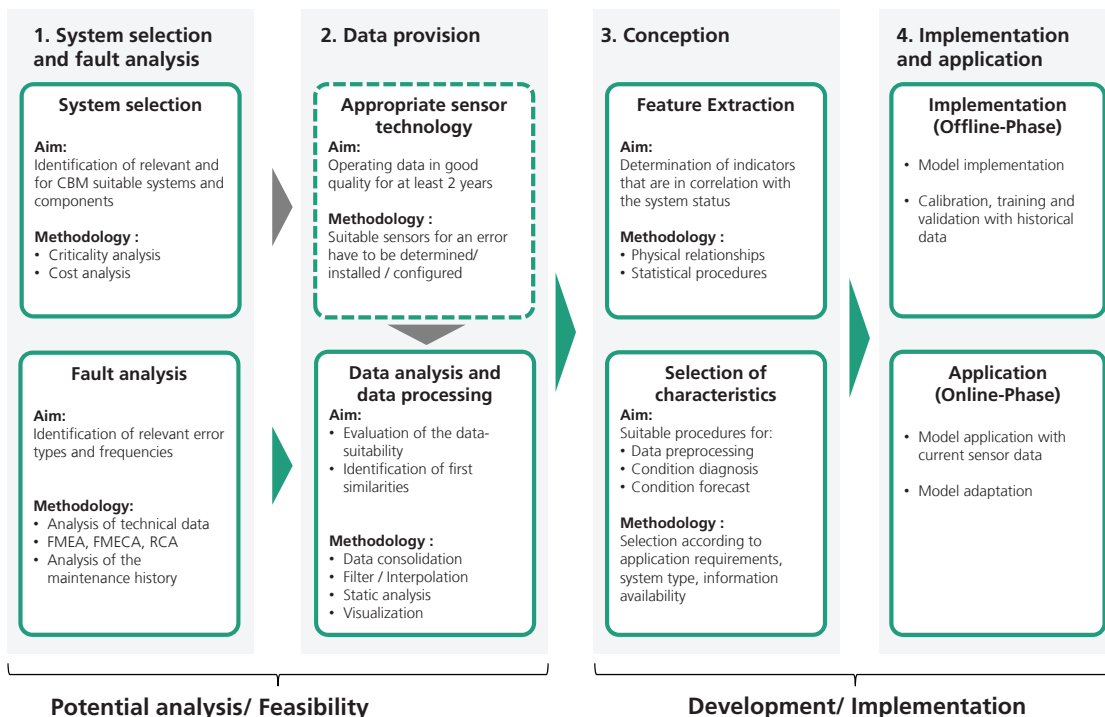 1. System selection
and fault analysis
System selection
Aim:
Identification of relevant and
for CBM suitable systems and
components
Methodology :
• Criticality analysis
• Cost analysis
Fault analysis
Aim:
Identification of relevant error
types and frequencies
Methodology:
• Analysis of technical data
• FMEA, FMECA, RCA
• Analysis of the
maintenance history
2. Data provision
Appropriate sensor
technology
Aim:
Operating data in good
quality for at least 2 years
Methodology :
Suitable sensors for an error
have to be determined/
installed / configured
Data analysis and
data processing
Aim:
• Evaluation of the data-
suitability
• Identification of first
similarities
Methodology :
• Data consolidation
• Filter / Interpolation
• Static analysis
• Visualization
3. Conception
Feature Extraction
Aim:
Determination of indicators
that are in correlation with
the system status
Methodology :
• Physical relationships
• Statistical procedures
Selection of
characteristics
Aim:
Suitable procedures for:
• Data preprocessing
• Condition diagnosis
• Condition forecast
Methodology :
Selection according to
application requirements,
system type, information
availability
4. Implementation
and application
Implementation
(Offline-Phase)
• Model implementation
• Calibration, training and
validation with historical
data
Application
(Online-Phase)
• Model application with
current sensor data
• Model adaptation
Potential analysis/ Feasibility
Development/ Implementation